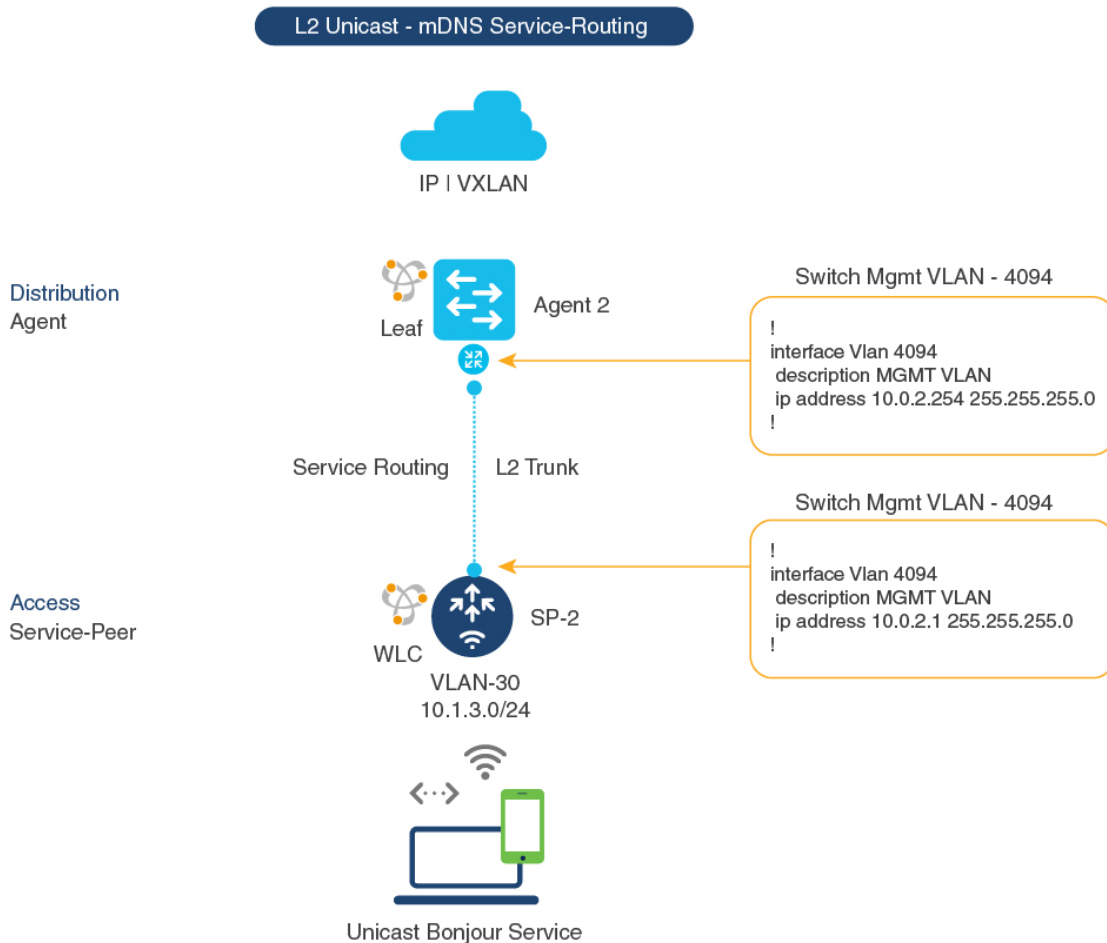 L2 Unicast - mDNS Service-Routing
IP | VXLAN
Distribution
Agent
Leaf
Agent 2
Switch Mgmt VLAN - 4094
!
interface Vlan 4094
description MGMT VLAN
ip address 10.0.2.254 255.255.255.0
!
Service Routing
L2 Trunk
Switch Mgmt VLAN - 4094
!
interface Vlan 4094
description MGMT VLAN
ip address 10.0.2.1 255.255.255.0
!
Access
Service-Peer
WLC
SP-2
VLAN-30
10.1.3.0/24
Unicast Bonjour Service